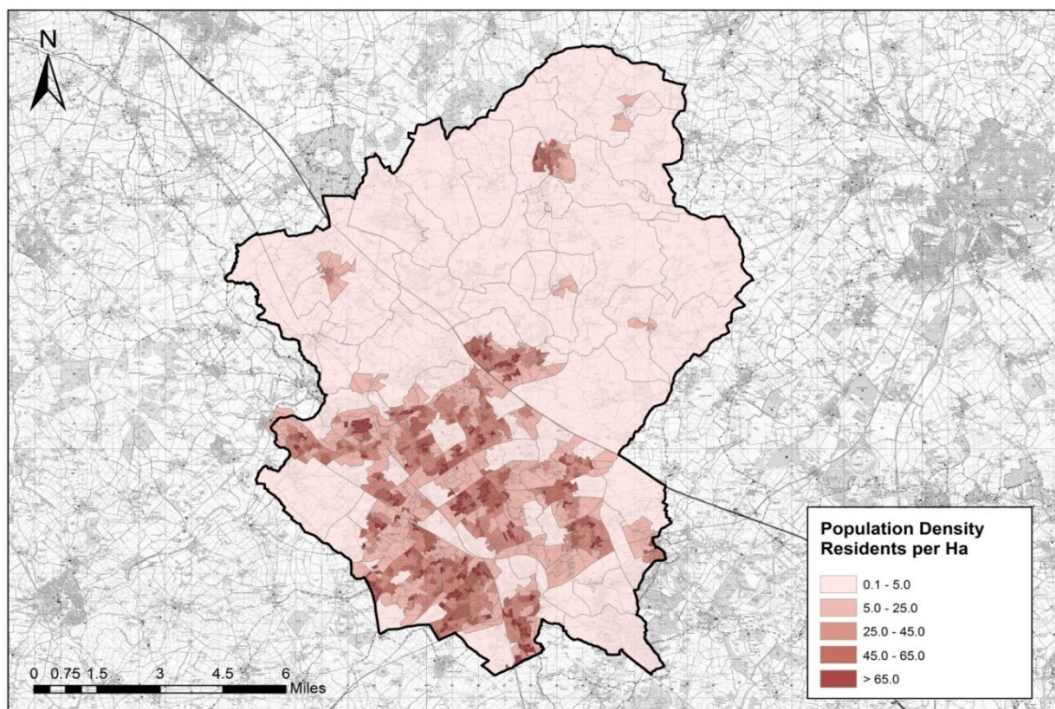 N
Population Density
Residents per Ha
0.1 - 5.0
5.0 - 25.0
25.0 - 45.0
45.0 - 65.0
> 65.0
0 0.75 1.5 3 4.5 6
Miles